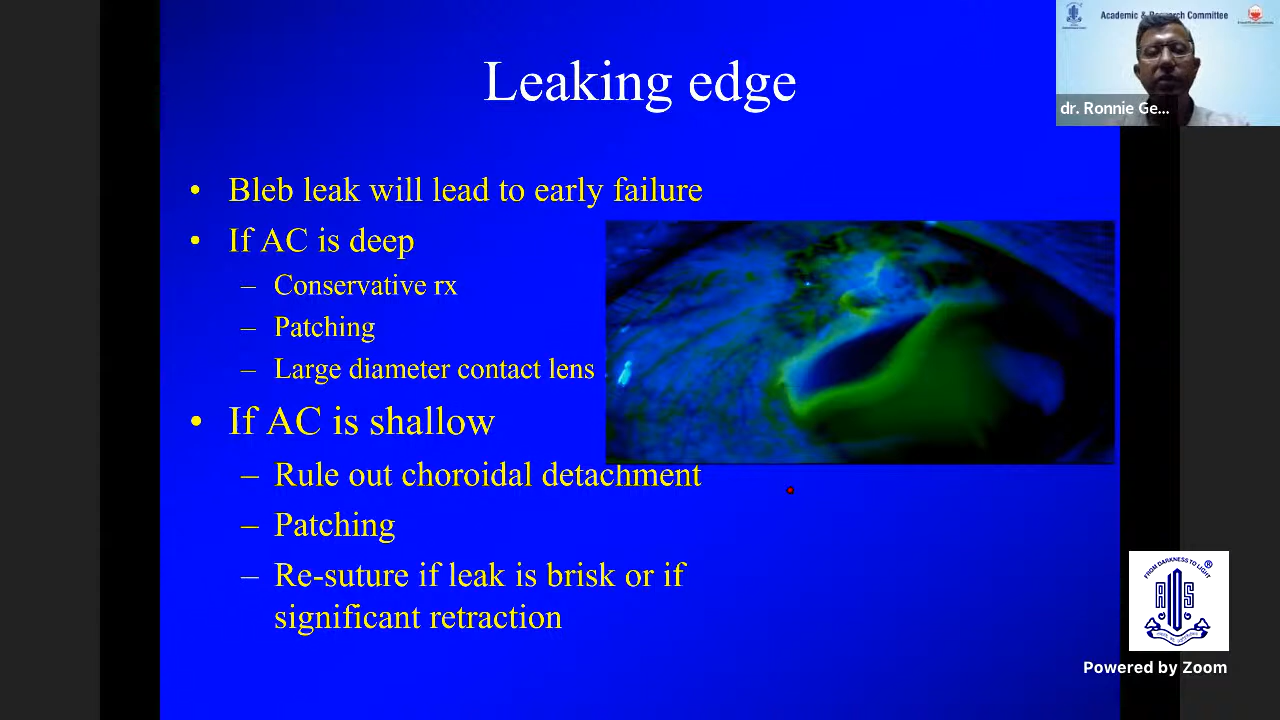 Academic & Research Committee
dr. Ronnie Ge...
Leaking edge
• Bleb leak will lead to early failure
• If AC is deep
– Conservative rx
– Patching
– Large diameter contact lens
• If AC is shallow
– Rule out choroidal detachment
– Patching
– Re-suture if leak is brisk or if
significant retraction
FROM DARKNESS TO LIGHT ®
AIOS
Powered by Zoom